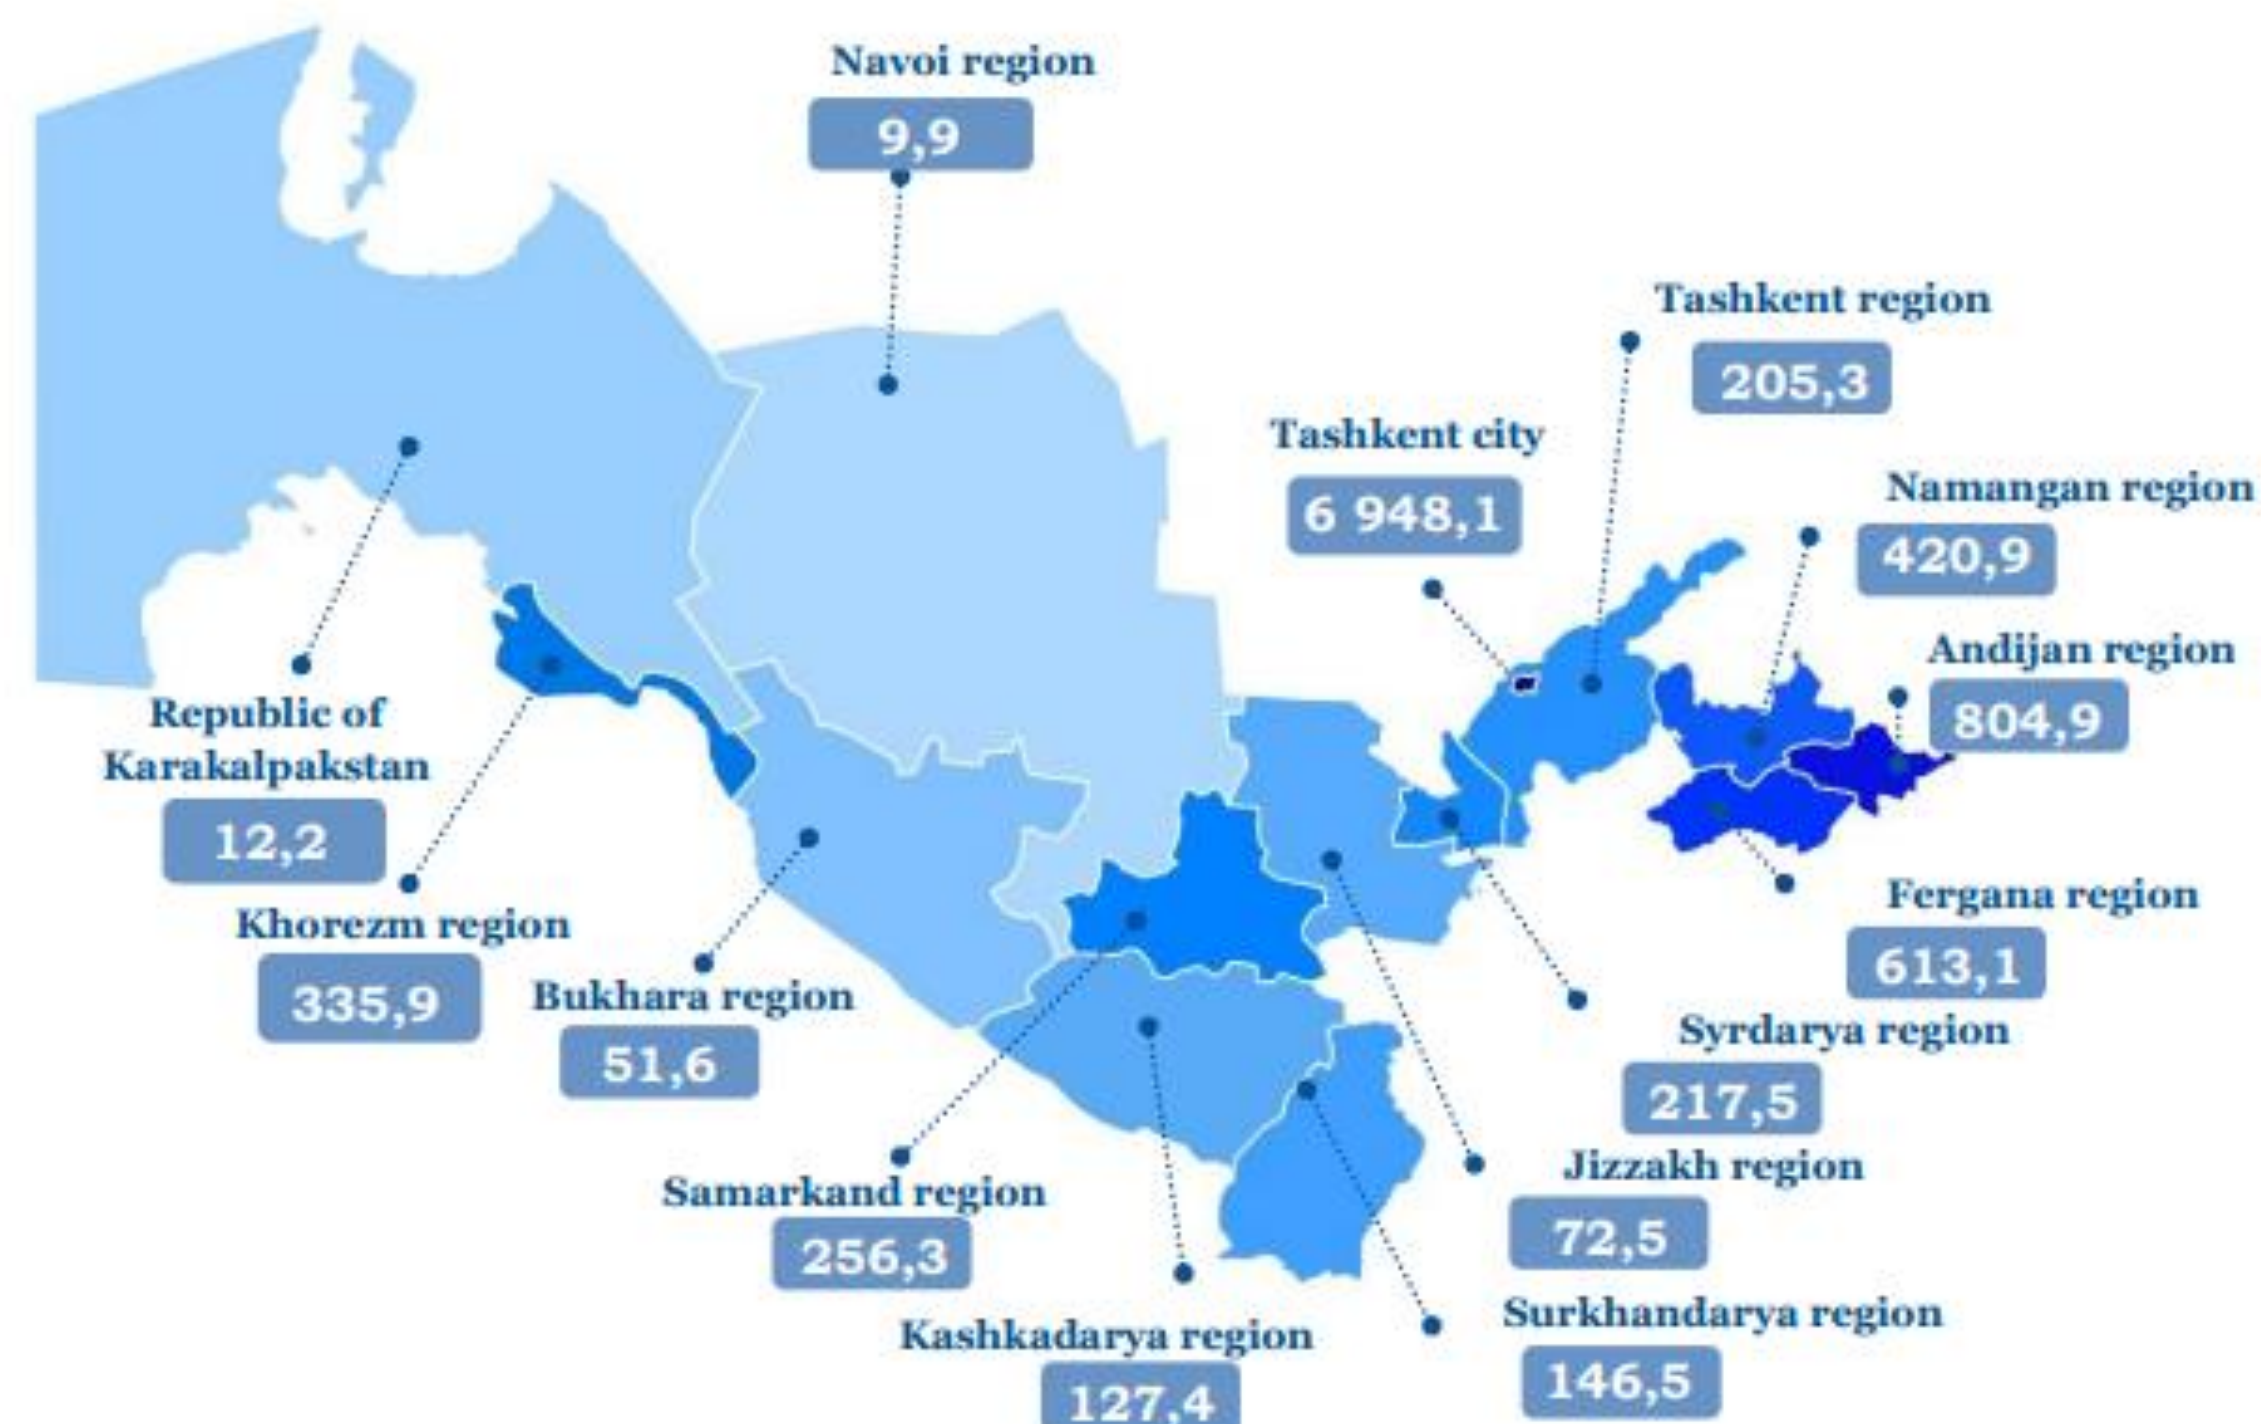 Navoi region
9,9
Tashkent region
205,3
Tashkent city
6 948,1
Namangan region
420,9
Andijan region
804,9
Republic of
Karakalpakstan
12,2
Khorezm region
335,9
Bukhara region
51,6
Fergana region
613,1
Syrdarya region
217,5
Samarkand region
256,3
Jizzakh region
72,5
Kashkadarya region
127,4
Surkhandarya region
146,5